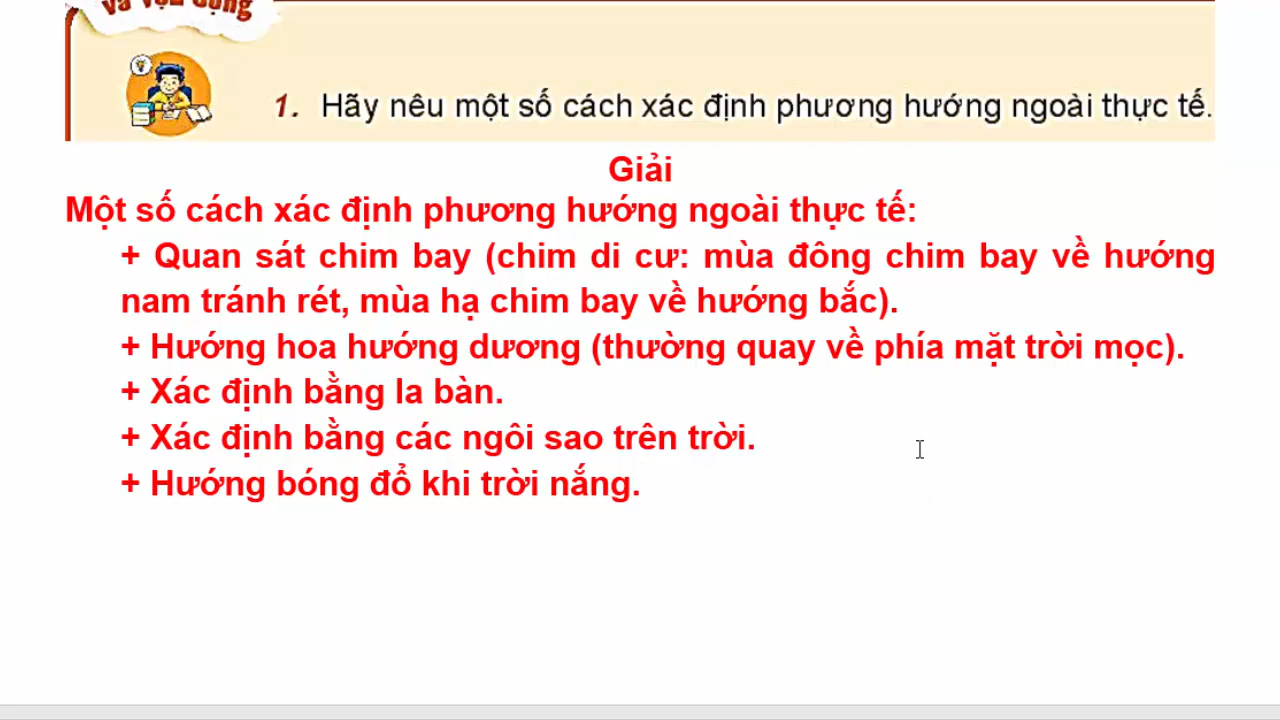 và vận dụng
1. Hãy nêu một số cách xác định phương hướng ngoài thực tế.
Giải
Một số cách xác định phương hướng ngoài thực tế:
+ Quan sát chim bay (chim di cư: mùa đông chim bay về hướng
nam tránh rét, mùa hạ chim bay về hướng bắc).
+ Hướng hoa hướng dương (thường quay về phía mặt trời mọc).
+ Xác định bằng la bàn.
+ Xác định bằng các ngôi sao trên trời.
+ Hướng bóng đổ khi trời nắng.